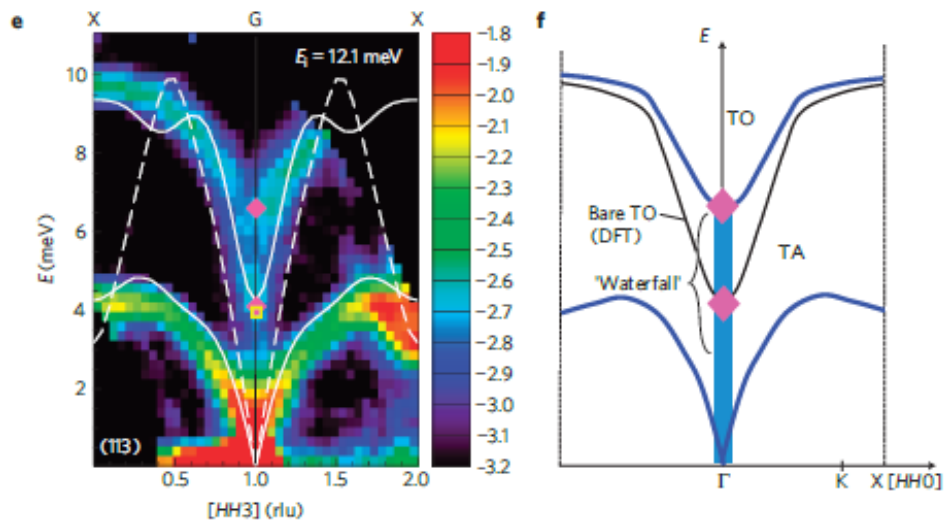 e
X G X
E_i = 12.1 meV
10
8
6
4
2
E (meV)
(113)
0.5 1.0 1.5 2.0
[HH3] (rlu)
−1.8
−1.9
−2.0
−2.1
−2.2
−2.3
−2.4
−2.5
−2.6
−2.7
−2.8
−2.9
−3.0
−3.1
−3.2
f
E
TO
Bare TO
(DFT)
TA
'Waterfall'
Γ K X [HH0]